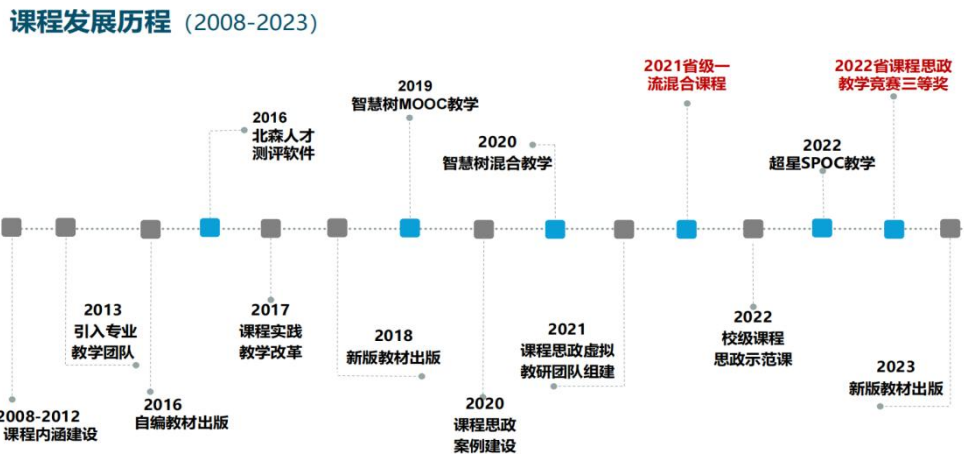 课程发展历程（2008-2023）
2008-2012
课程内涵建设
2013
引入专业
教学团队
2016
自编教材出版
2016
北森人才
测评软件
2017
课程实践
教学改革
2018
新版教材出版
2019
智慧树MOOC教学
2020
课程思政
案例建设
2020
智慧树混合教学
2021
课程思政虚拟
教研团队组建
2021省级一
流混合课程
2022
校级课程
思政示范课
2022
超星SPOC教学
2022省课程思政
教学竞赛三等奖
2023
新版教材出版